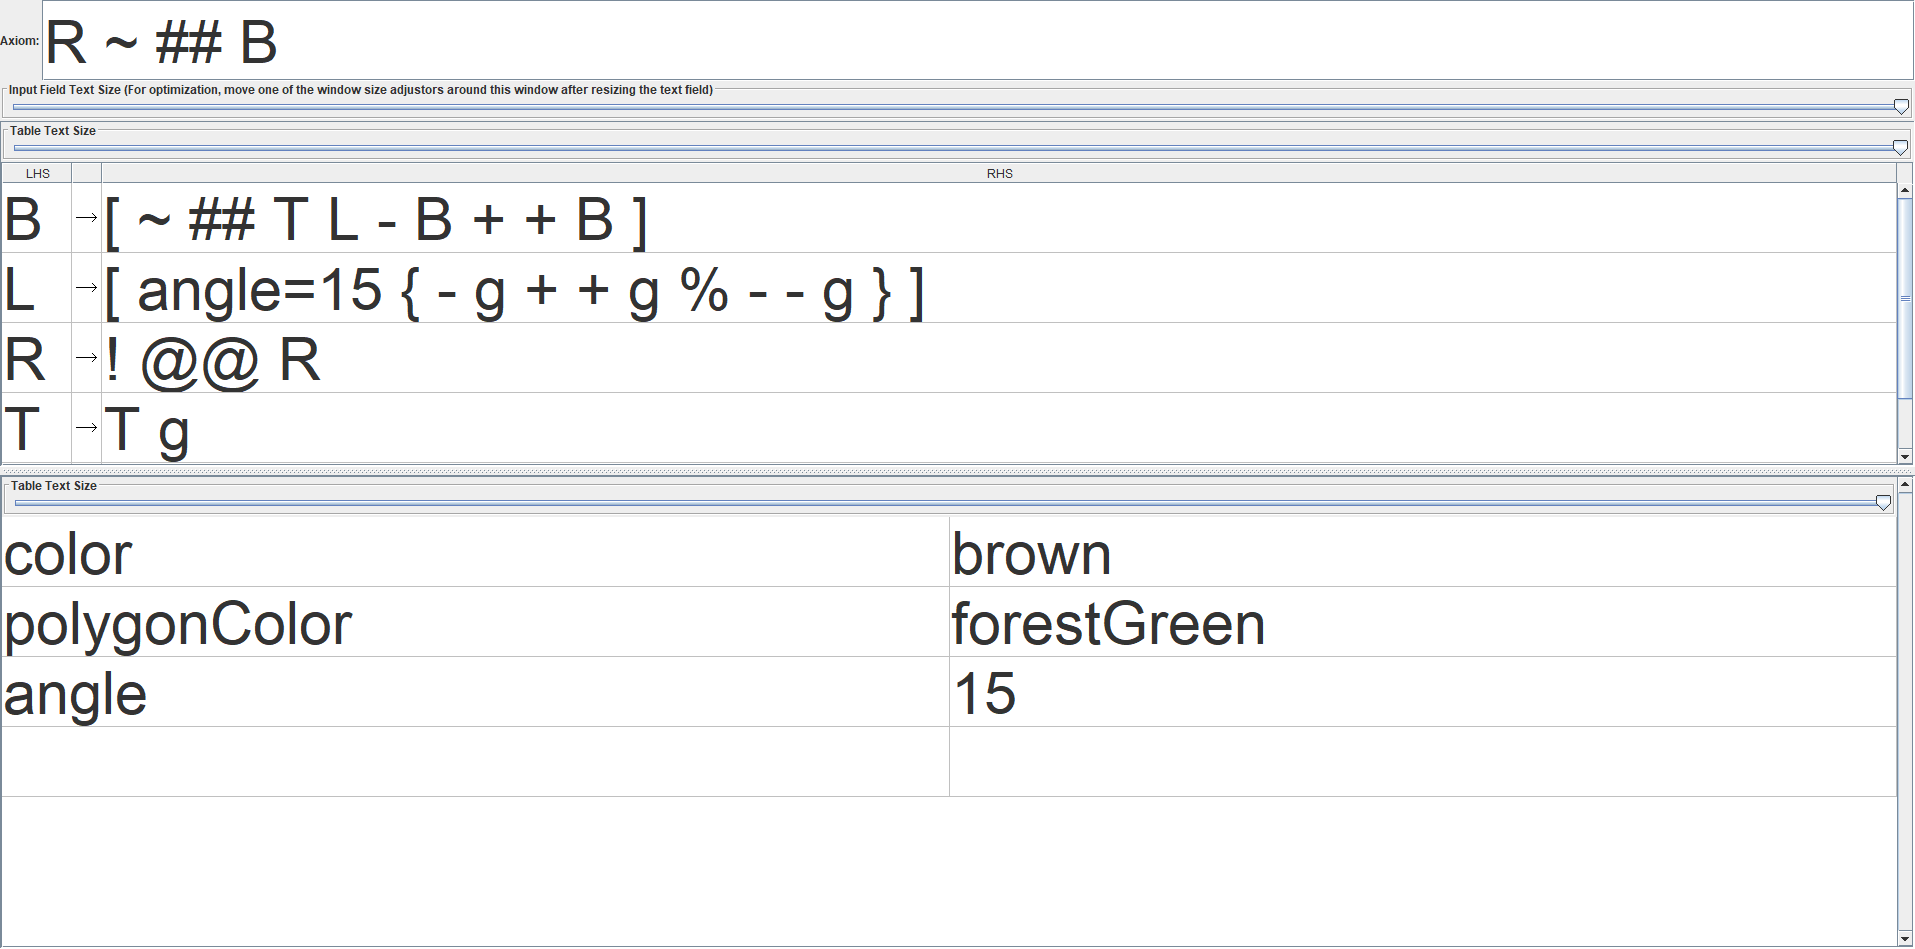 Axiom: R ~ ## B
Input Field Text Size (For optimization, move one of the window size adjustors around this window after resizing the text field)
Table Text Size
LHS RHS
B → [ ~ ## T L - B + + B ]
L → [ angle=15 { - g + + g % - - g } ]
R → ! @@ R
T → T g
Table Text Size
color brown
polygonColor forestGreen
angle 15